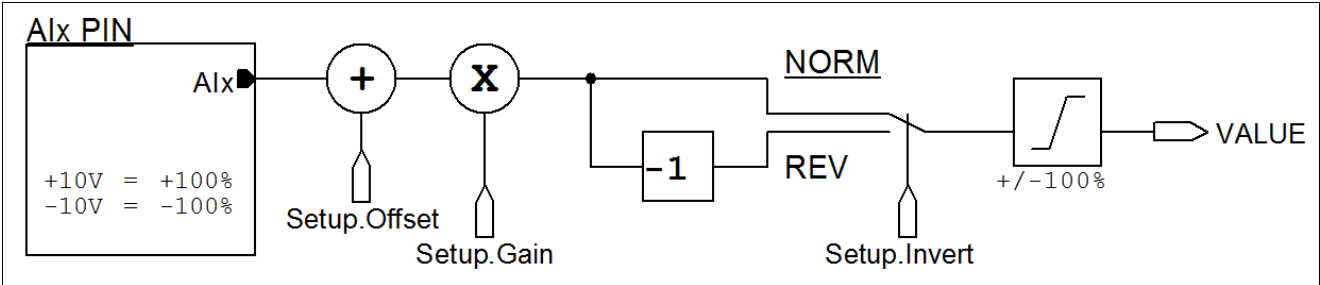 AIx PIN
AIx
+10V = +100%
-10V = -100%
+
Setup.Offset
X
Setup.Gain
-1
NORM
REV
Setup.Invert
+/-100%
VALUE